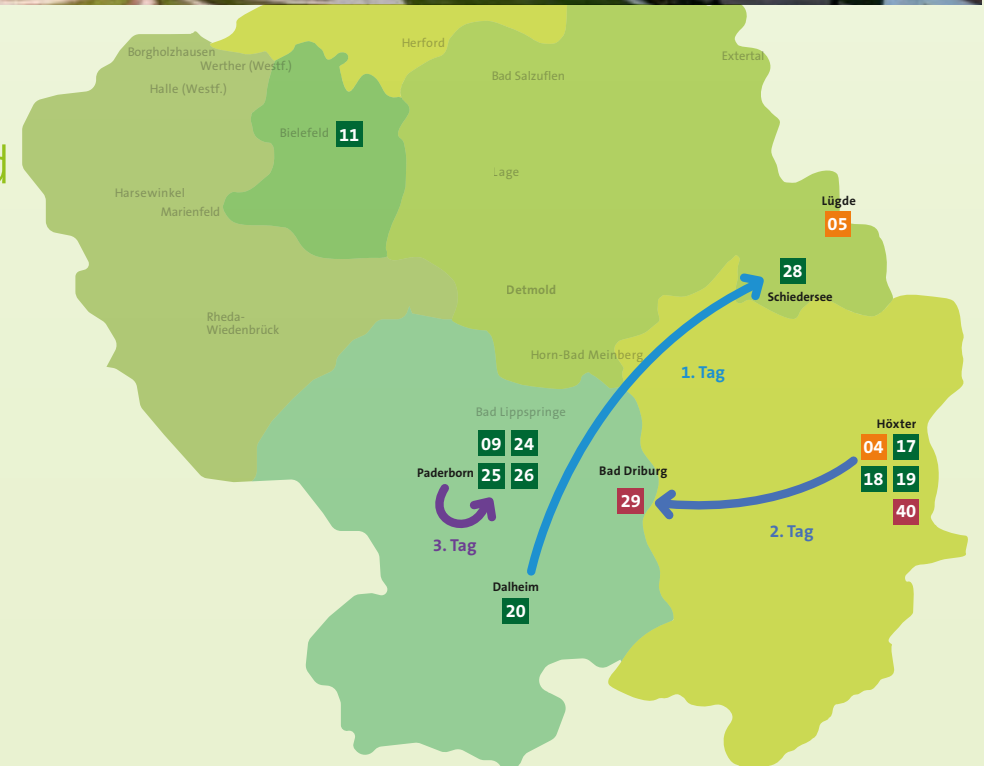 Herford
Borgholzhausen
Werther (Westf.)
Extertal
Bad Salzuflen
Halle (Westf.)
Bielefeld 11
d
Lage
Harsewinkel
Marienfeld
Lügde
05
28
Schiedersee
Detmold
Rheda-
Wiedenbrück
Horn-Bad Meinberg
1. Tag
Bad Lippspringe
09 24
Paderborn 25 26
Höxter
04 17
18 19
40
Bad Driburg
29
2. Tag
3. Tag
Dalheim
20